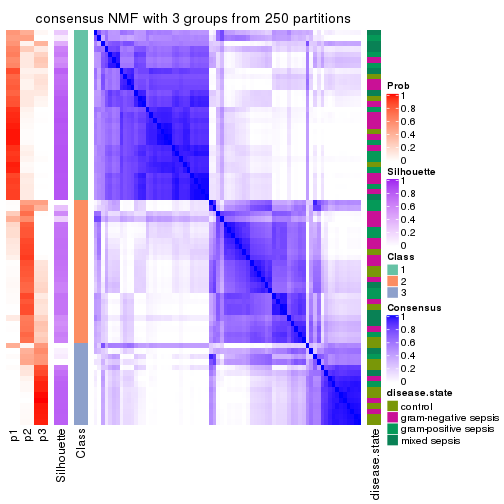 consensus NMF with 3 groups from 250 partitions
Prob
1
0.8
0.6
0.4
0.2
0
Silhouette
1
0.8
0.6
0.4
0.2
0
Class
1
2
3
Consensus
1
0.8
0.6
0.4
0.2
0
disease.state
control
gram-negative sepsis
gram-positive sepsis
mixed sepsis
p1
p2
p3
Silhouette
Class
disease.state